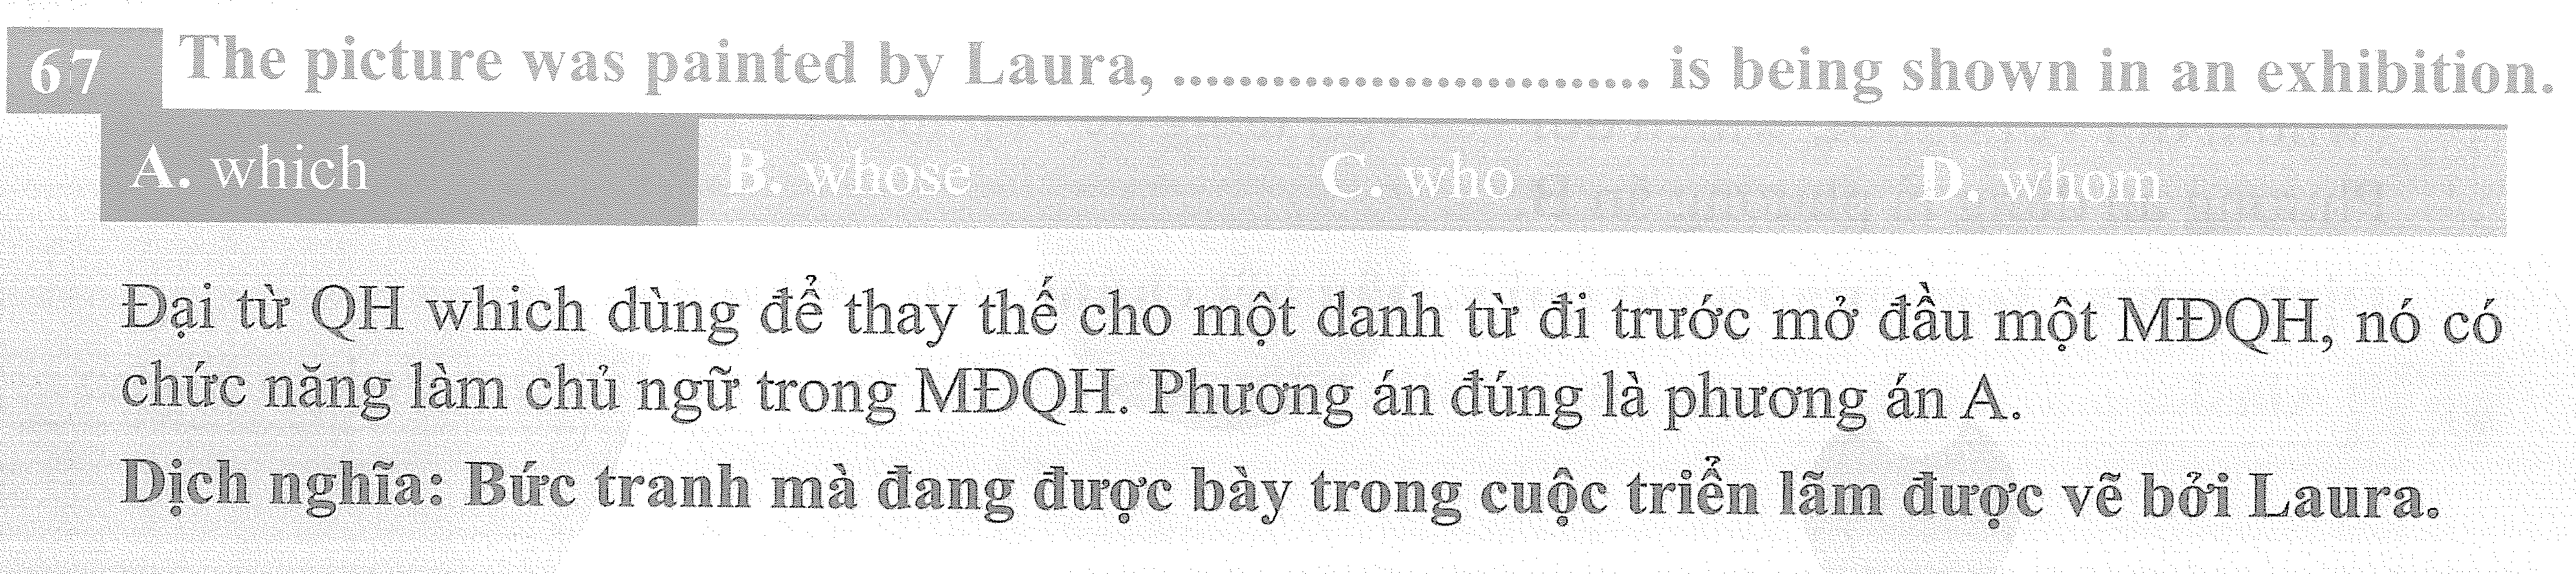 67 The picture was painted by Laura, ............................ is being shown in an exhibition.
A. which B. whose C. who D. whom
Đại từ QH which dùng để thay thế cho một danh từ đi trước mở đầu một MĐQH, nó có
chức năng làm chủ ngữ trong MĐQH. Phương án đúng là phương án A.
Dịch nghĩa: Bức tranh mà đang được bày trong cuộc triển lãm được vẽ bởi Laura.